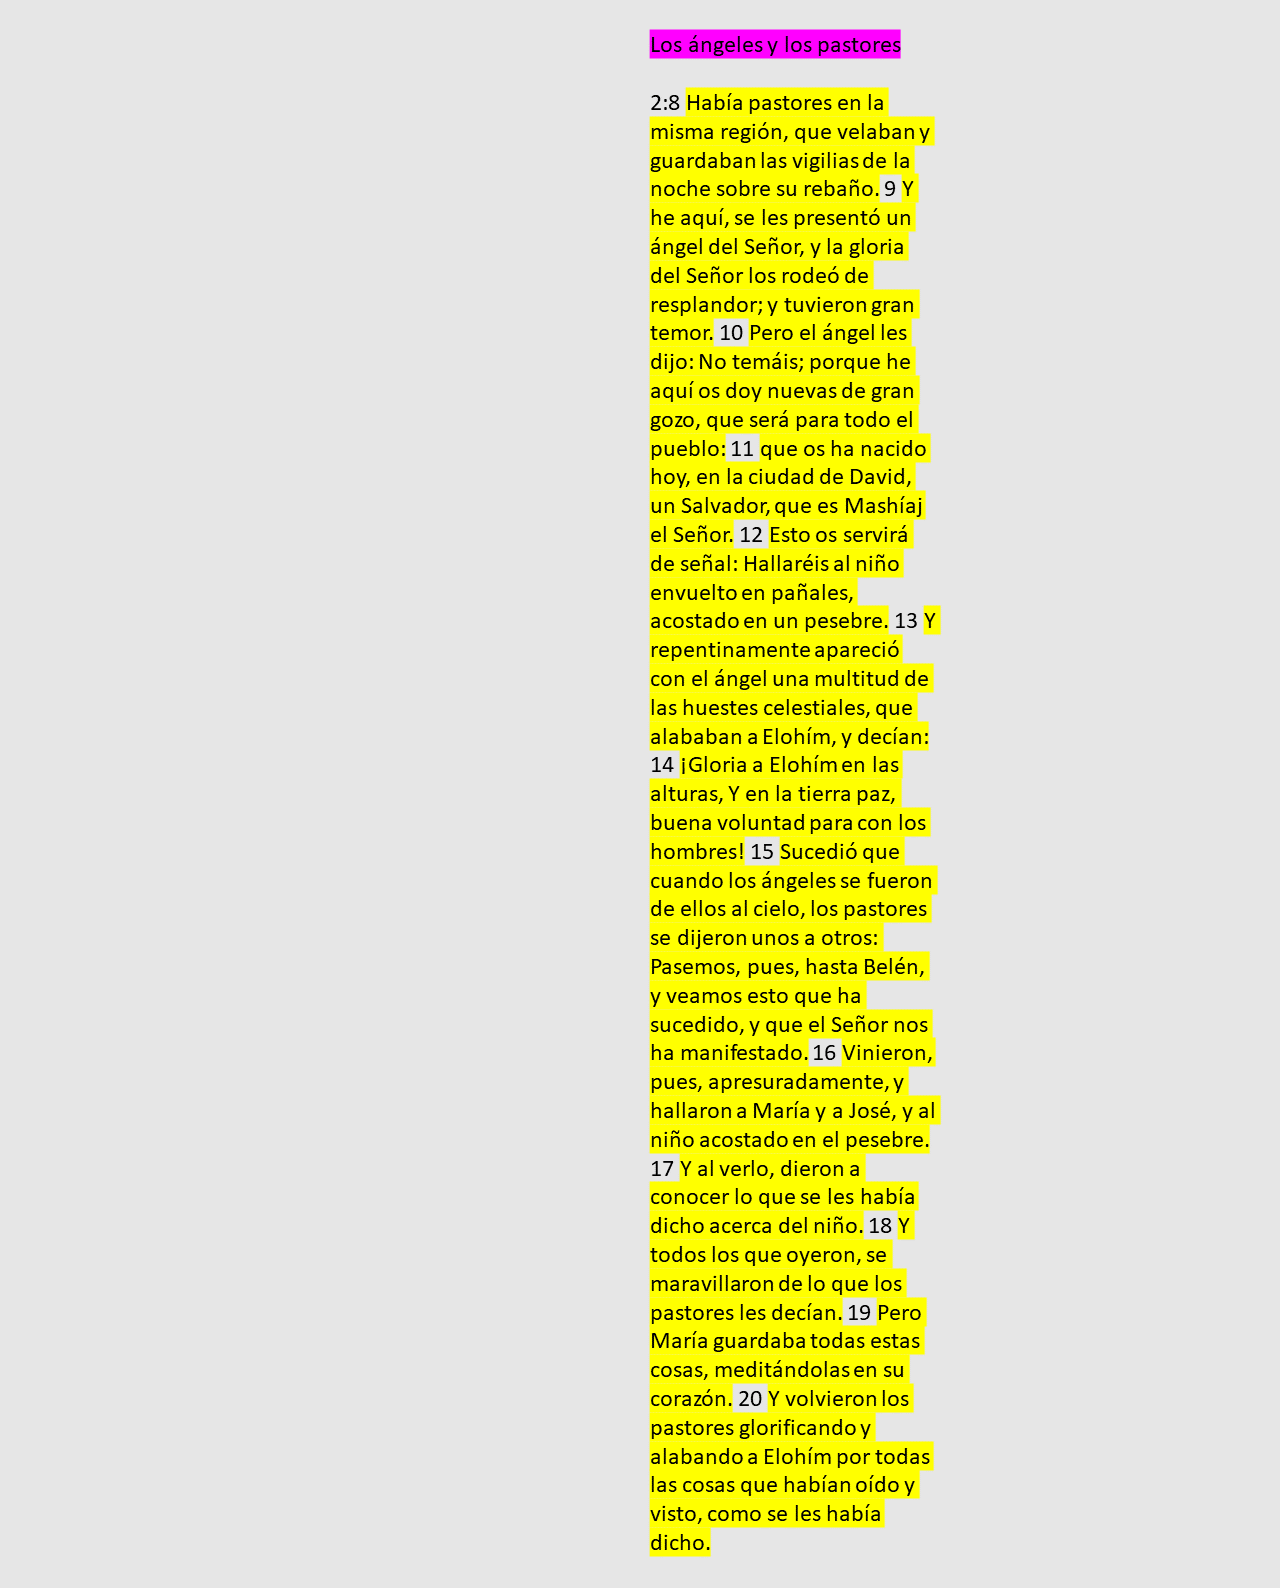 Los ángeles y los pastores
2:8 Había pastores en la
misma región, que velaban y
guardaban las vigilias de la
noche sobre su rebaño. 9 Y
he aquí, se les presentó un
ángel del Señor, y la gloria
del Señor los rodeó de
resplandor; y tuvieron gran
temor. 10 Pero el ángel les
dijo: No temáis; porque he
aquí os doy nuevas de gran
gozo, que será para todo el
pueblo: 11 que os ha nacido
hoy, en la ciudad de David,
un Salvador, que es Mashíaj
el Señor. 12 Esto os servirá
de señal: Hallaréis al niño
envuelto en pañales,
acostado en un pesebre. 13 Y
repentinamente apareció
con el ángel una multitud de
las huestes celestiales, que
alababan a Elohím, y decían:
14 ¡Gloria a Elohím en las
alturas, Y en la tierra paz,
buena voluntad para con los
hombres! 15 Sucedió que
cuando los ángeles se fueron
de ellos al cielo, los pastores
se dijeron unos a otros:
Pasemos, pues, hasta Belén,
y veamos esto que ha
sucedido, y que el Señor nos
ha manifestado. 16 Vinieron,
pues, apresuradamente, y
hallaron a María y a José, y al
niño acostado en el pesebre.
17 Y al verlo, dieron a
conocer lo que se les había
dicho acerca del niño. 18 Y
todos los que oyeron, se
maravillaron de lo que los
pastores les decían. 19 Pero
María guardaba todas estas
cosas, meditándolas en su
corazón. 20 Y volvieron los
pastores glorificando y
alabando a Elohím por todas
las cosas que habían oído y
visto, como se les había
dicho.